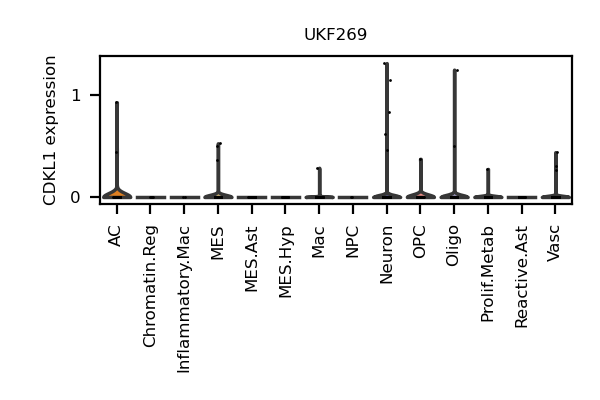 UKF269
CDKL1 expression
1
0
AC
Chromatin.Reg
Inflammatory.Mac
MES
MES.Ast
MES.Hyp
Mac
NPC
Neuron
OPC
Oligo
Prolif.Metab
Reactive.Ast
Vasc